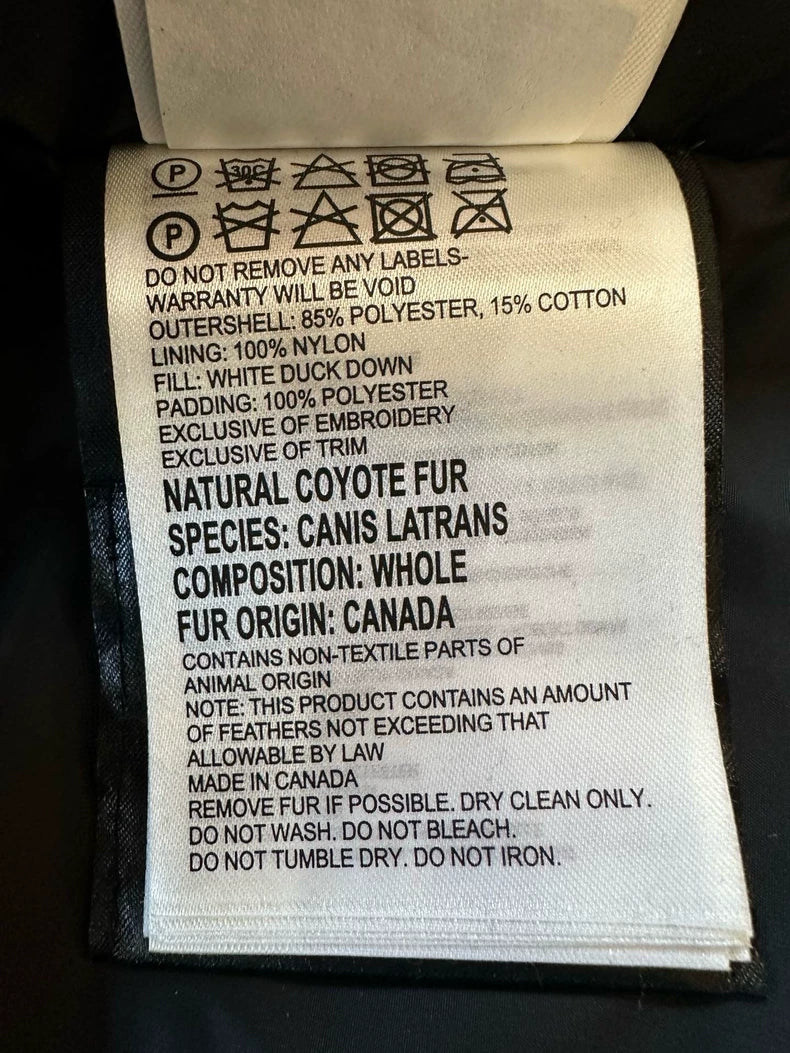 P 30C
P
DO NOT REMOVE ANY LABELS-
WARRANTY WILL BE VOID
OUTERSHELL: 85% POLYESTER, 15% COTTON
LINING: 100% NYLON
FILL: WHITE DUCK DOWN
PADDING: 100% POLYESTER
EXCLUSIVE OF EMBROIDERY
EXCLUSIVE OF TRIM
NATURAL COYOTE FUR
SPECIES: CANIS LATRANS
COMPOSITION: WHOLE
FUR ORIGIN: CANADA
CONTAINS NON-TEXTILE PARTS OF
ANIMAL ORIGIN
NOTE: THIS PRODUCT CONTAINS AN AMOUNT
OF FEATHERS NOT EXCEEDING THAT
ALLOWABLE BY LAW
MADE IN CANADA
REMOVE FUR IF POSSIBLE. DRY CLEAN ONLY.
DO NOT WASH. DO NOT BLEACH.
DO NOT TUMBLE DRY. DO NOT IRON.